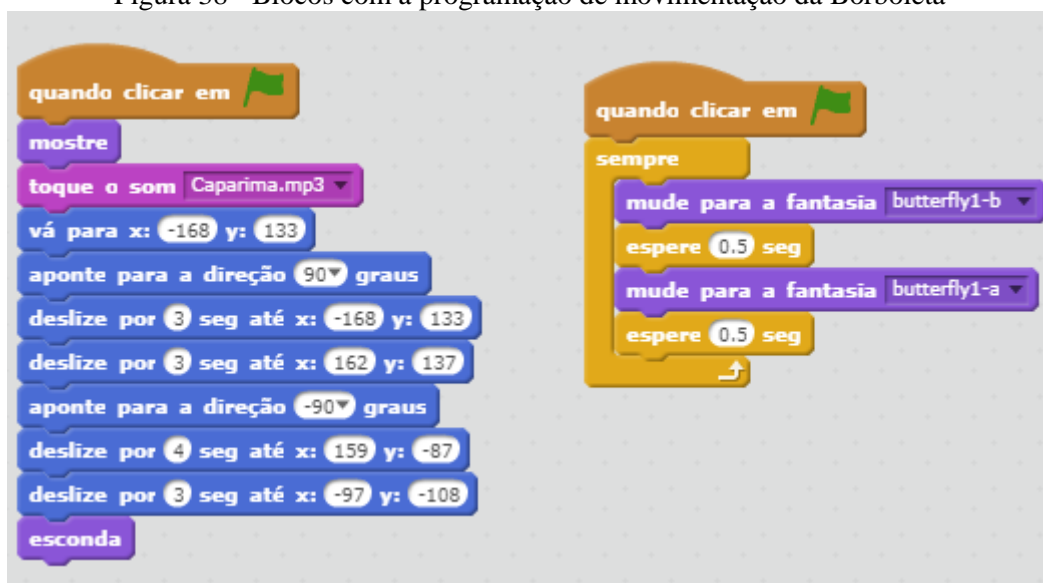 Figura 38 - Blocos com a programação de movimentação da Borboleta
quando clicar em
mostre
toque o som Caparima.mp3
vá para x: -168 y: 133
aponte para a direção 90 graus
deslize por 3 seg até x: -168 y: 133
deslize por 3 seg até x: 162 y: 137
aponte para a direção -90 graus
deslize por 4 seg até x: 159 y: -87
deslize por 3 seg até x: -97 y: -108
esconda
quando clicar em
sempre
mude para a fantasia butterfly1-b
espere 0.5 seg
mude para a fantasia butterfly1-a
espere 0.5 seg